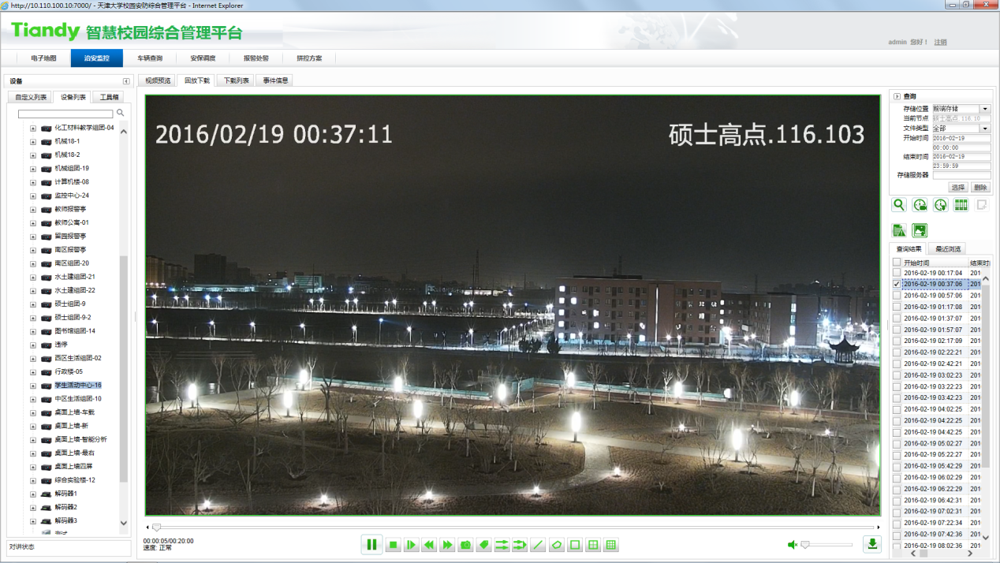 http://10.110.100.10:7000/ - 天津大学校园安防综合管理平台 - Internet Explorer
Tiandy 智慧校园综合管理平台
admin 您好！ 注销
电子地图 治安监控 车辆查询 安保调度 报警处警 拼控方案
设备
自定义列表 设备列表 工具箱
化工材料教学组团-04
机械18-1
机械18-2
机械组团-19
计算机楼-08
监控中心-24
教师报警亭
教师公寓-01
留园报警亭
南区报警亭
南区组团-20
水土建组团-21
水土建组团-22
硕士组团-9
硕士组团-9-2
图书馆组团-14
违停
西区生活组团-02
行政楼-05
学生活动中心-16
中区生活组团-10
桌面上墙-车载
桌面上墙-新
桌面上墙-智能分析
桌面上墙-最右
桌面上墙四屏
综合实验楼-12
解码器1
解码器2
解码器3
对讲状态
视频预览 回放下载 下载列表 事件信息
2016/02/19 00:37:11 硕士高点.116.103
00:00:05/00:20:00
速度: 正常
查询
存储位置 前端存储
当前节点 硕士高点.116.10
文件类型 全部
开始时间 2016-02-19
00:00:00
结束时间 2016-02-19
23:59:59
存储服务器
选择 删除
查询结果 最近浏览
开始时间 结束时
2016-02-19 00:17:04 201
2016-02-19 00:37:06 201
2016-02-19 00:57:06 201
2016-02-19 01:17:08 201
2016-02-19 01:37:07 201
2016-02-19 01:57:07 201
2016-02-19 02:17:09 201
2016-02-19 02:22:21 201
2016-02-19 02:42:21 201
2016-02-19 03:02:23 201
2016-02-19 03:22:23 201
2016-02-19 03:42:23 201
2016-02-19 04:02:25 201
2016-02-19 04:22:25 201
2016-02-19 04:42:25 201
2016-02-19 05:02:27 201
2016-02-19 05:22:27 201
2016-02-19 05:42:29 201
2016-02-19 06:02:29 201
2016-02-19 06:22:29 201
2016-02-19 06:42:31 201
2016-02-19 07:02:31 201
2016-02-19 07:22:34 201
2016-02-19 07:42:36 201
2016-02-19 08:02:36 201